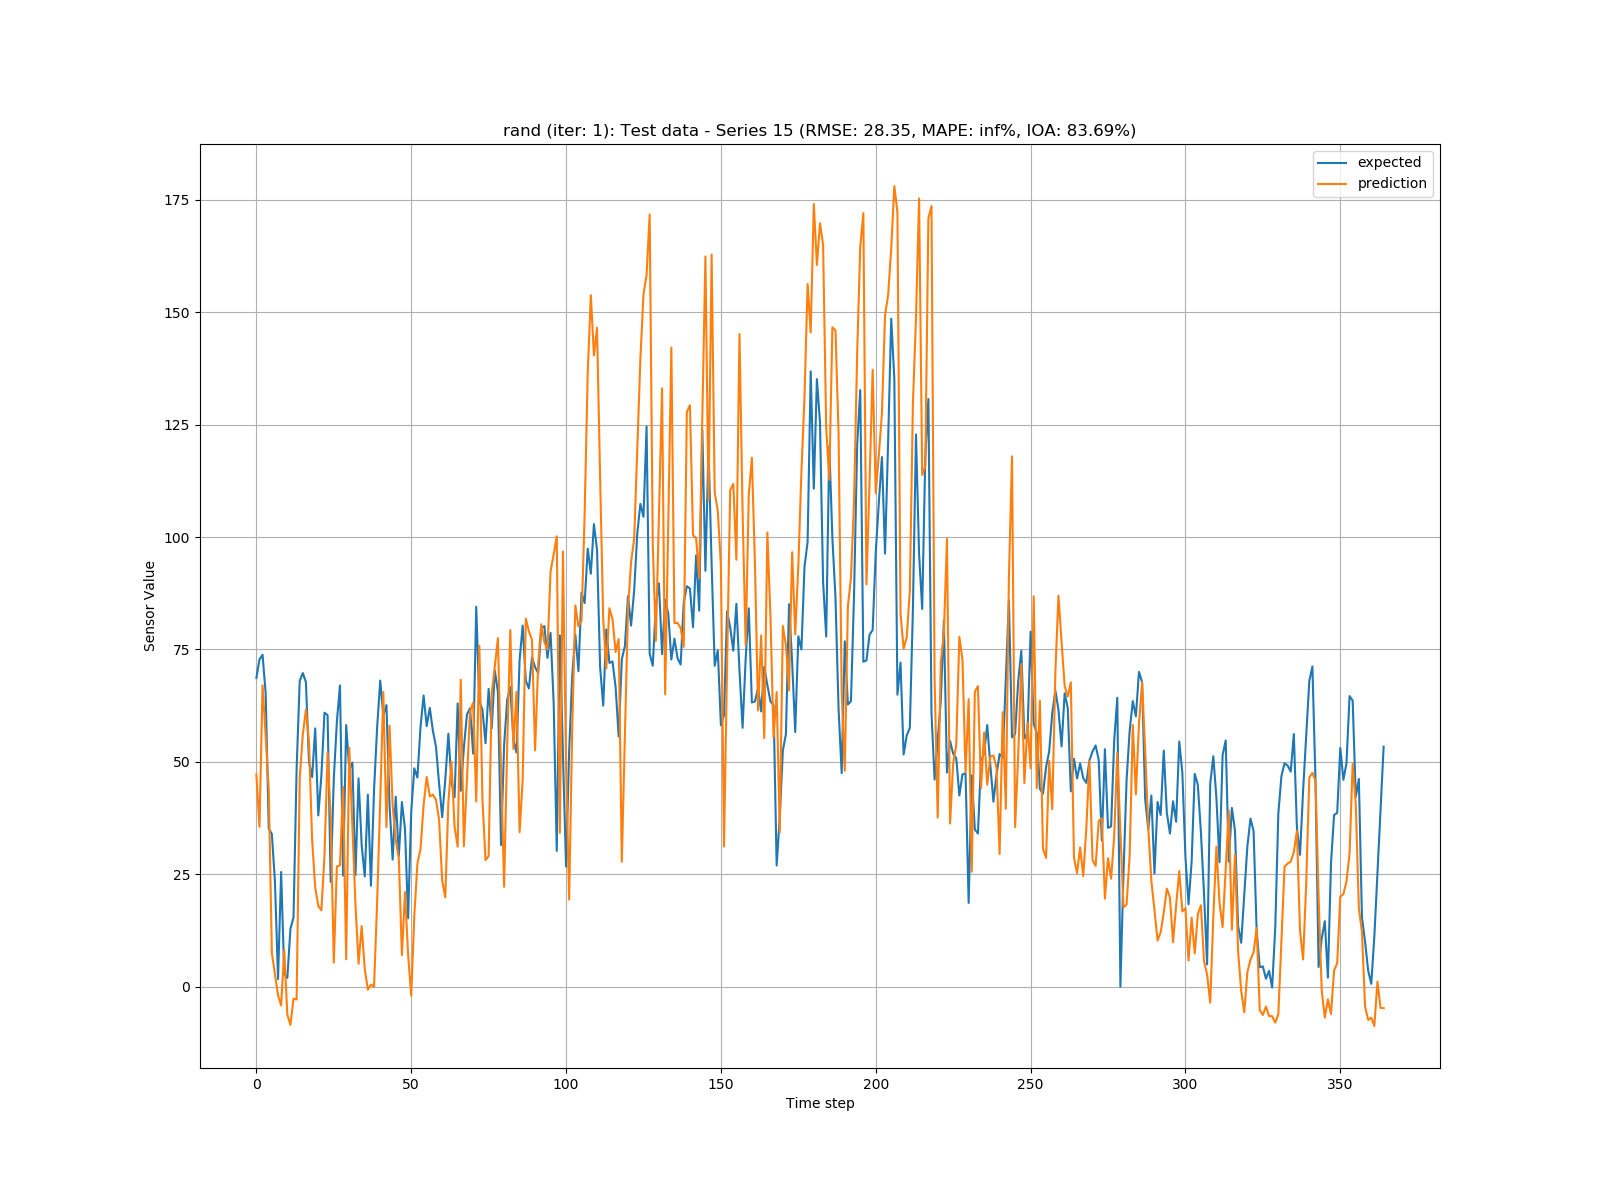 rand (iter: 1): Test data - Series 15 (RMSE: 28.35, MAPE: inf%, IOA: 83.69%)
expected
prediction
175
150
125
100
75
50
25
0
Sensor Value
0 50 100 150 200 250 300 350
Time step